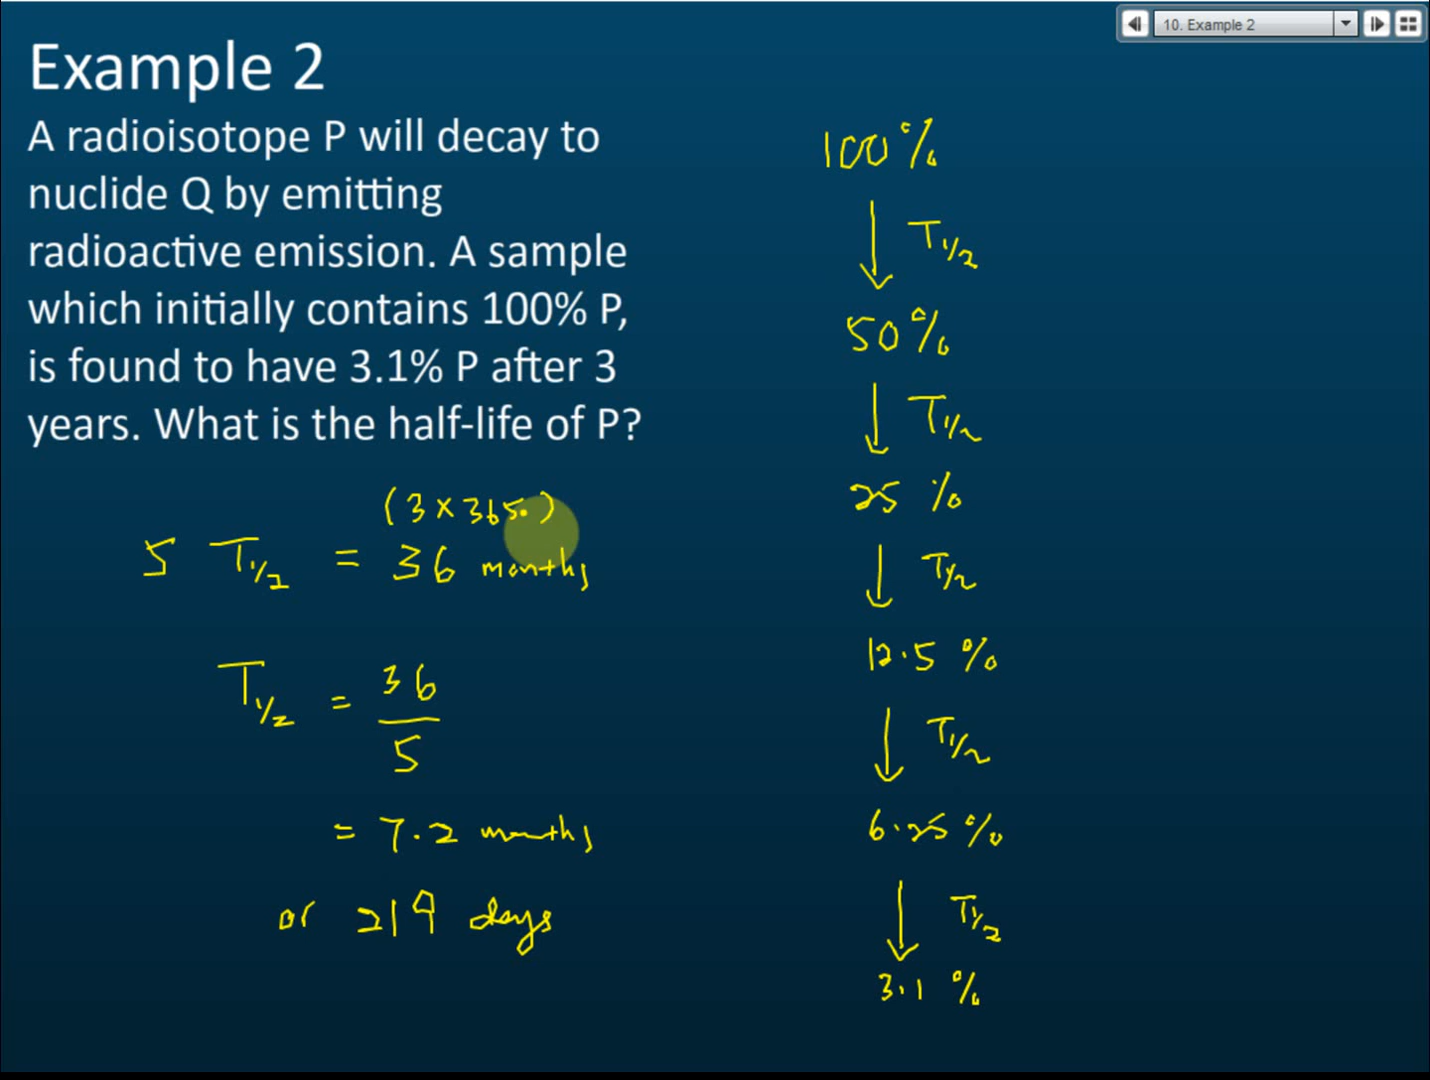 10. Example 2
Example 2
A radioisotope P will decay to
nuclide Q by emitting
radioactive emission. A sample
which initially contains 100% P,
is found to have 3.1% P after 3
years. What is the half-life of P?
(3 × 365)
5 T1/2 = 36 months
T1/2 = 36/5
= 7.2 months
or 219 days
100%
T1/2
50%
T1/2
25 %
T1/2
12.5 %
T1/2
6.25 %
T1/2
3.1 %